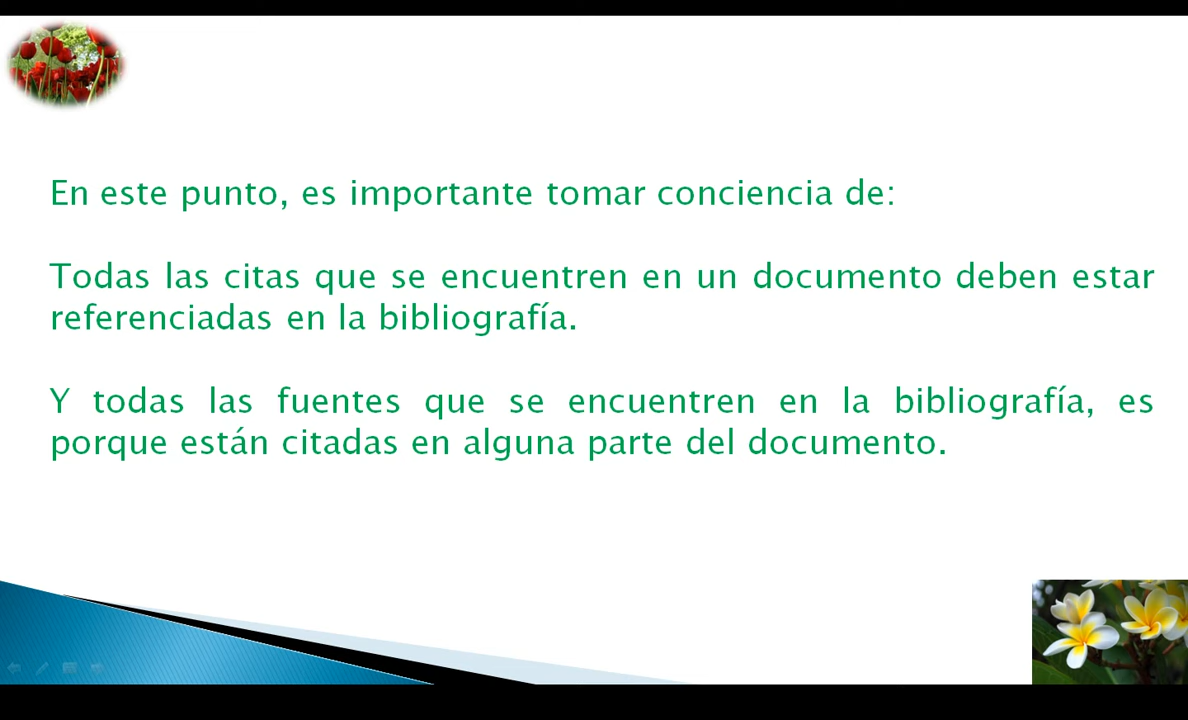 En este punto, es importante tomar conciencia de:
Todas las citas que se encuentren en un documento deben estar
referenciadas en la bibliografía.
Y todas las fuentes que se encuentren en la bibliografía, es
porque están citadas en alguna parte del documento.